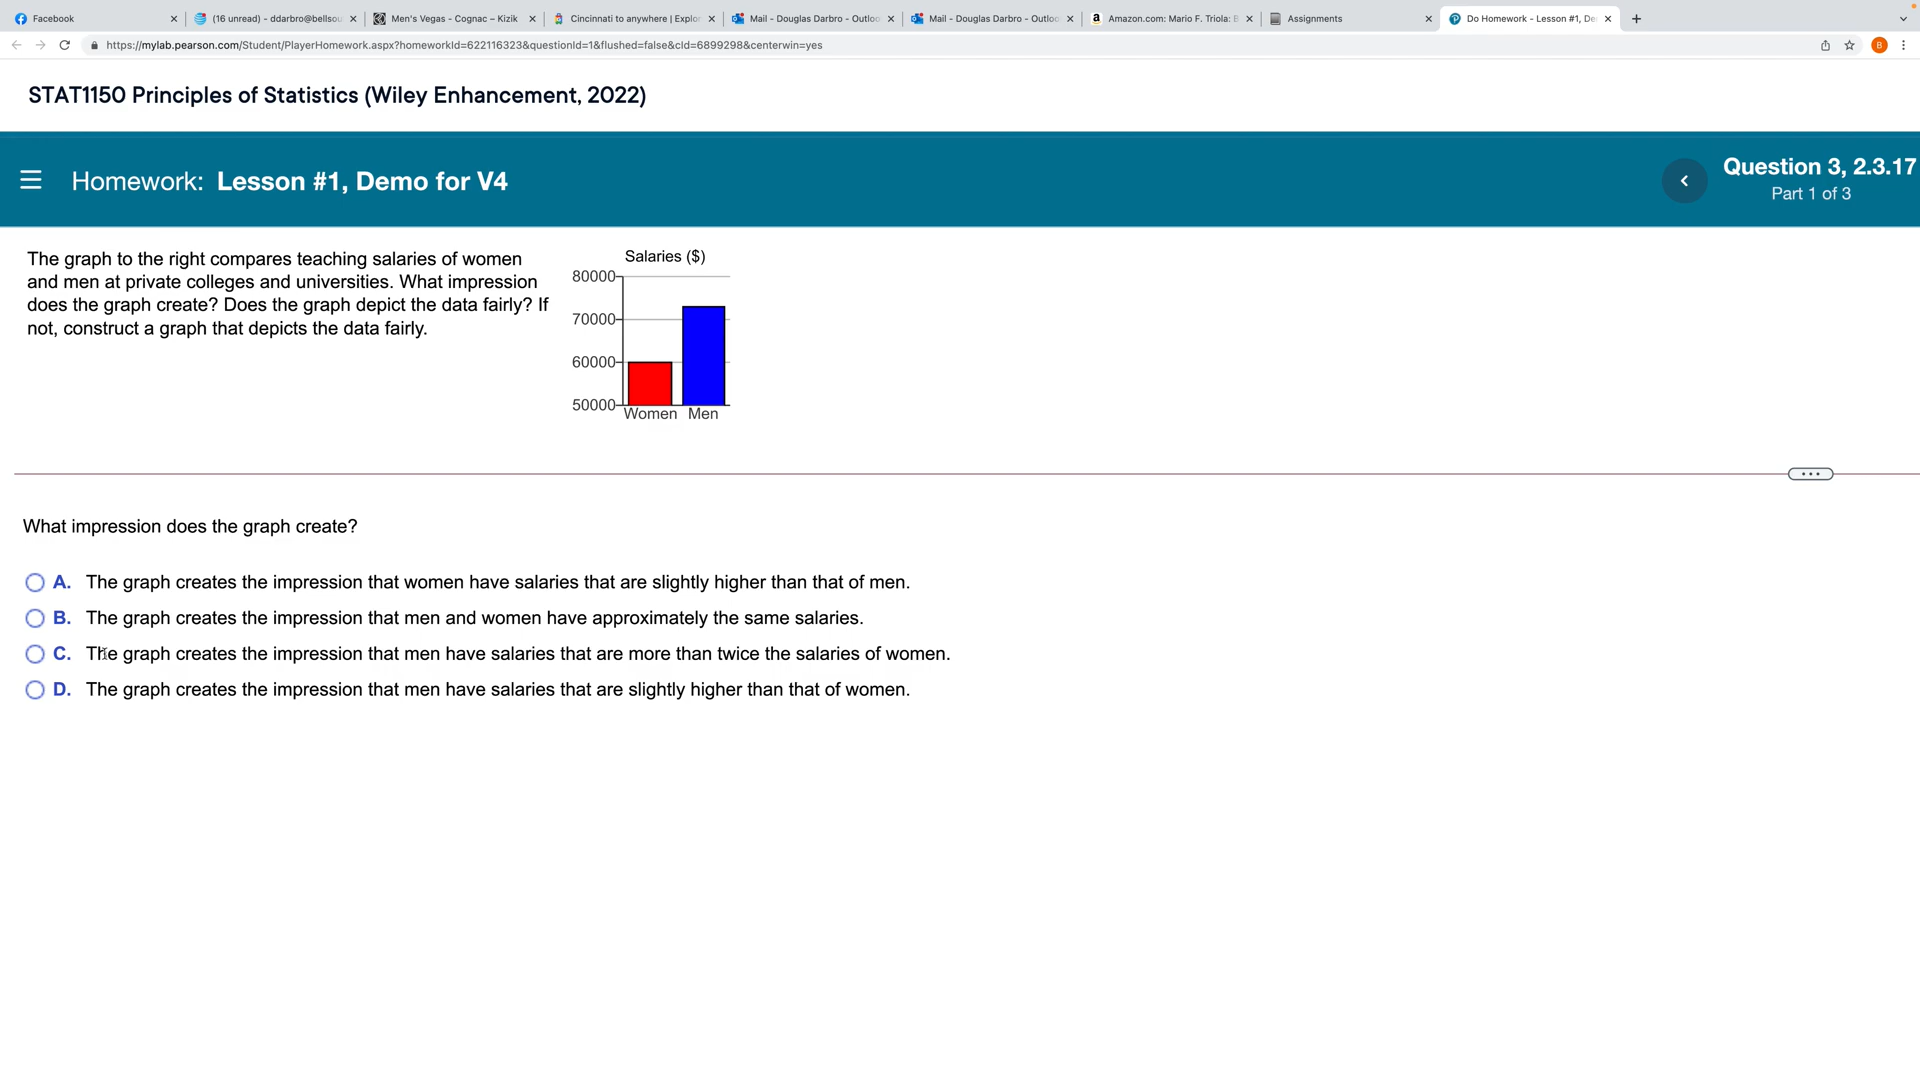 Facebook
(16 unread) - ddarbro@bellsou
Men's Vegas - Cognac – Kizik
Cincinnati to anywhere | Explor
Mail - Douglas Darbro - Outloo
Mail - Douglas Darbro - Outloo
Amazon.com: Mario F. Triola: B
Assignments
Do Homework - Lesson #1, De
https://mylab.pearson.com/Student/PlayerHomework.aspx?homeworkId=622116323&questionId=1&flushed=false&cId=6899298&centerwin=yes
B
STAT1150 Principles of Statistics (Wiley Enhancement, 2022)
Homework: Lesson #1, Demo for V4
Question 3, 2.3.17
Part 1 of 3
The graph to the right compares teaching salaries of women
and men at private colleges and universities. What impression
does the graph create? Does the graph depict the data fairly? If
not, construct a graph that depicts the data fairly.
Salaries ($)
80000
70000
60000
50000
Women Men
What impression does the graph create?
A. The graph creates the impression that women have salaries that are slightly higher than that of men.
B. The graph creates the impression that men and women have approximately the same salaries.
C. The graph creates the impression that men have salaries that are more than twice the salaries of women.
D. The graph creates the impression that men have salaries that are slightly higher than that of women.